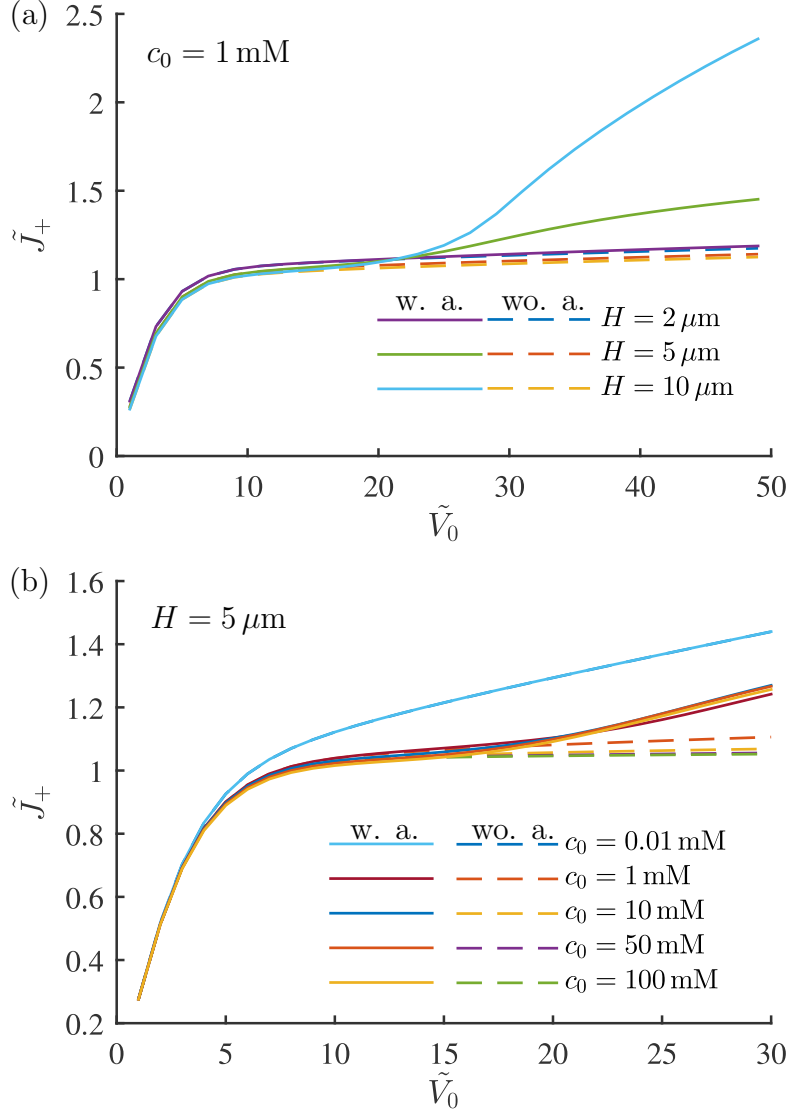 (a)
2.5
2
1.5
1
0.5
0
c₀ = 1 mM
J̃₊
w. a. wo. a.
H = 2 μm
H = 5 μm
H = 10 μm
0 10 20 30 40 50
Ṽ₀
(b)
1.6
1.4
1.2
1
0.8
0.6
0.4
0.2
H = 5 μm
J̃₊
w. a. wo. a.
c₀ = 0.01 mM
c₀ = 1 mM
c₀ = 10 mM
c₀ = 50 mM
c₀ = 100 mM
0 5 10 15 20 25 30
Ṽ₀